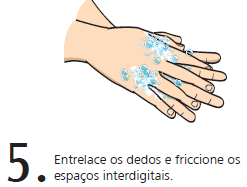 5. Entrelace os dedos e friccione os
espaços interdigitais.